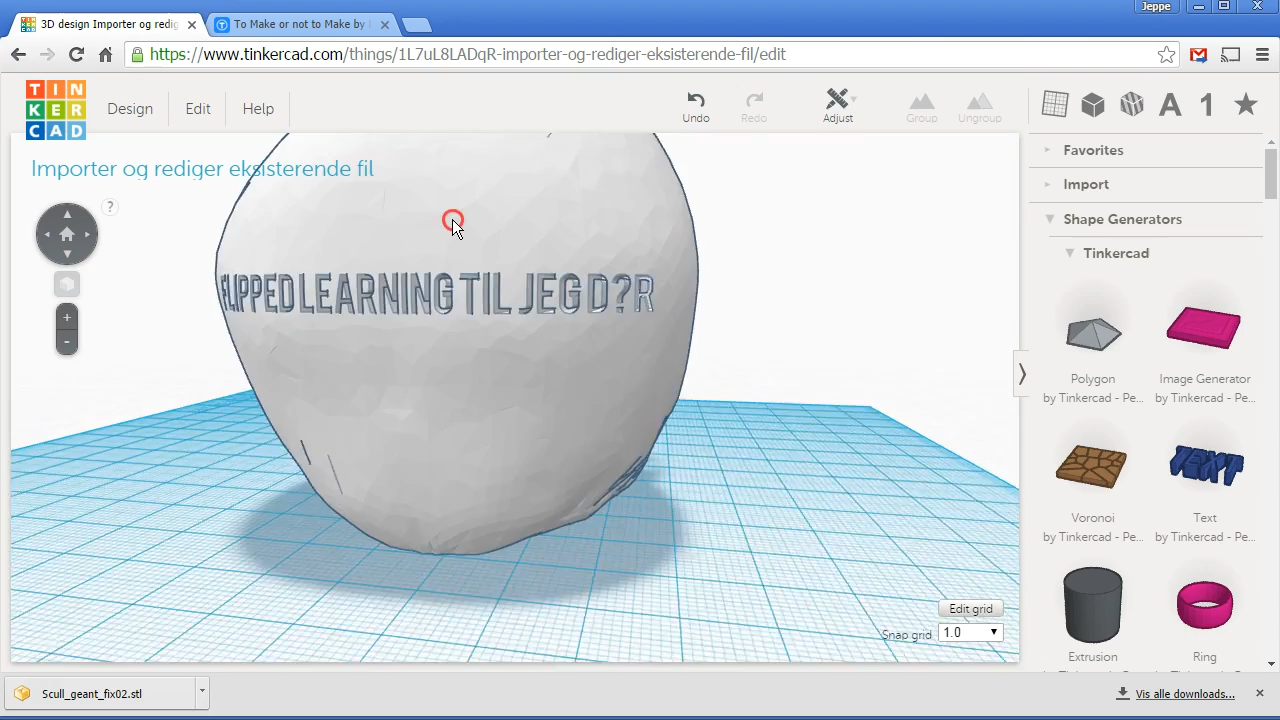 Jeppe
3D design Importer og redig
To Make or not to Make by
https://www.tinkercad.com/things/1L7uL8LADqR-importer-og-rediger-eksisterende-fil/edit
TIN
KER
CAD
Design
Edit
Help
Undo
Redo
Adjust
Group
Ungroup
A
1
Importer og rediger eksisterende fil
?
Favorites
Import
Shape Generators
Tinkercad
FLIPPED LEARNING TIL JEG D?R
Polygon
by Tinkercad - Pe...
Image Generator
by Tinkercad - Pe...
Voronoi
by Tinkercad - Pe...
TEXT
Text
by Tinkercad - Pe...
Extrusion
Ring
+
-
Edit grid
Snap grid
1.0
Scull_geant_fix02.stl
Vis alle downloads...